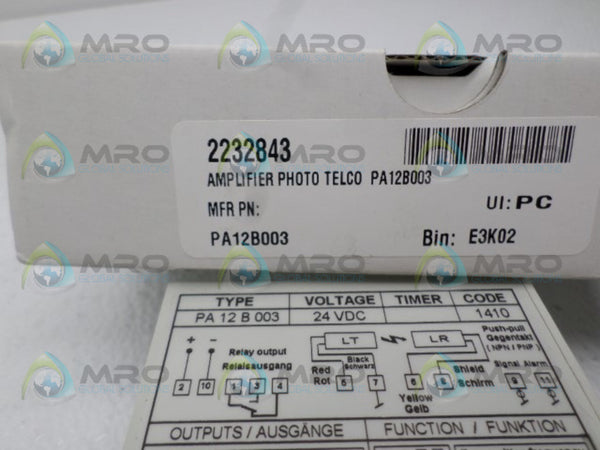 2232843
AMPLIFIER PHOTO TELCO PA12B003
MFR PN:
UI: PC
PA12B003
Bin: E3K02
TYPE VOLTAGE TIMER CODE
PA 12 B 003 24 VDC 1410
+ -
Relay output
Relaisausgang
LT LR
Push-pull
Gegentakt
(NPN / PNP)
Black
Schwarz
Red
Rot
Shield
Schirm
Signal Alarm
2 10 1 3 4 5 7 6 8 9 11
Yellow
Gelb
OUTPUTS / AUSGÄNGE FUNCTION / FUNKTION
MRO
GLOBAL SOLUTIONS